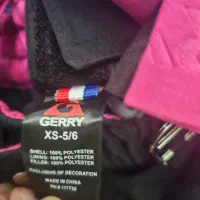 GERRY
XS-5/6
SHELL: 100% POLYESTER
LINING: 100% POLYESTER
FILLER: 100% POLYESTER
EXCLUSIVE OF DECORATION
MADE IN CHINA